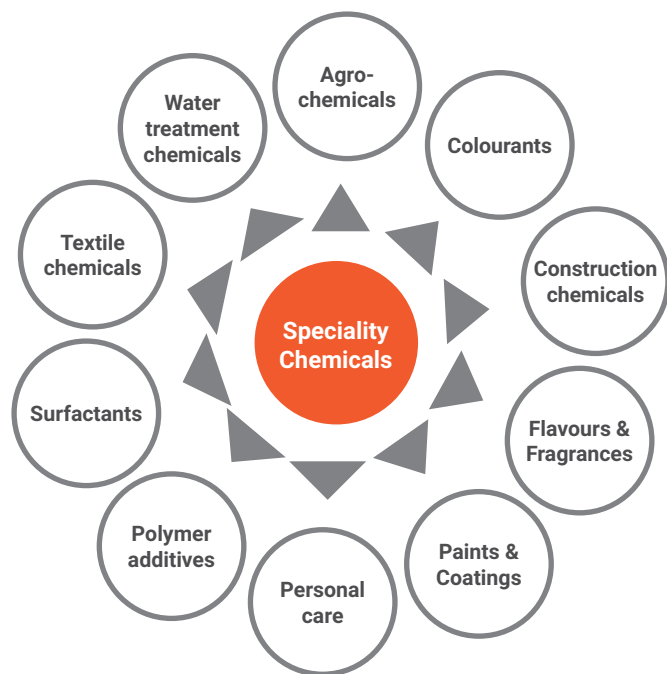 Agro-
chemicals
Colourants
Construction
chemicals
Flavours &
Fragrances
Paints &
Coatings
Personal
care
Polymer
additives
Surfactants
Textile
chemicals
Water
treatment
chemicals
Speciality
Chemicals